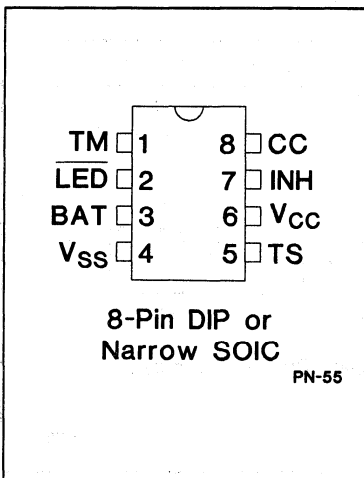 TM 1 8 CC
LED 2 7 INH
BAT 3 6 VCC
VSS 4 5 TS
8-Pin DIP or
Narrow SOIC
PN-55